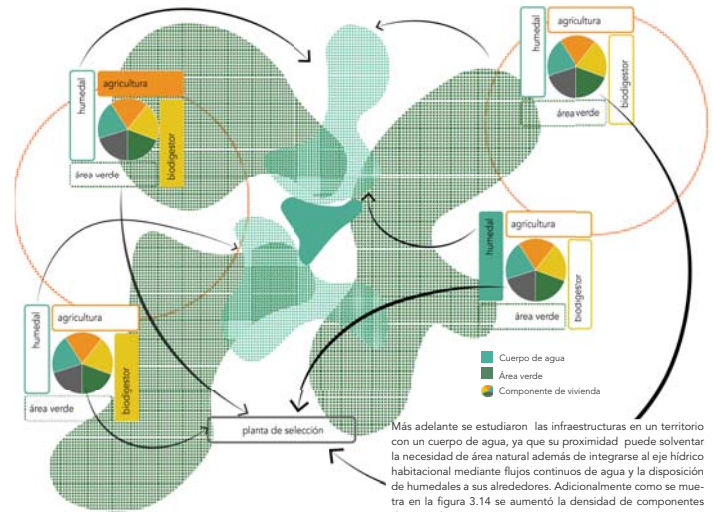 humedal
agricultura
biodigestor
área verde
humedal
agricultura
biodigestor
área verde
humedal
agricultura
biodigestor
área verde
humedal
agricultura
biodigestor
área verde
planta de selección
Cuerpo de agua
Área verde
Componente de vivienda
Más adelante se estudiaron las infraestructuras en un territorio
con un cuerpo de agua, ya que su proximidad puede solventar
la necesidad de área natural además de integrarse al eje hídrico
habitacional mediante flujos continuos de agua y la disposición
de humedales a sus alrededores. Adicionalmente como se mue-
tra en la figura 3.14 se aumentó la densidad de componentes